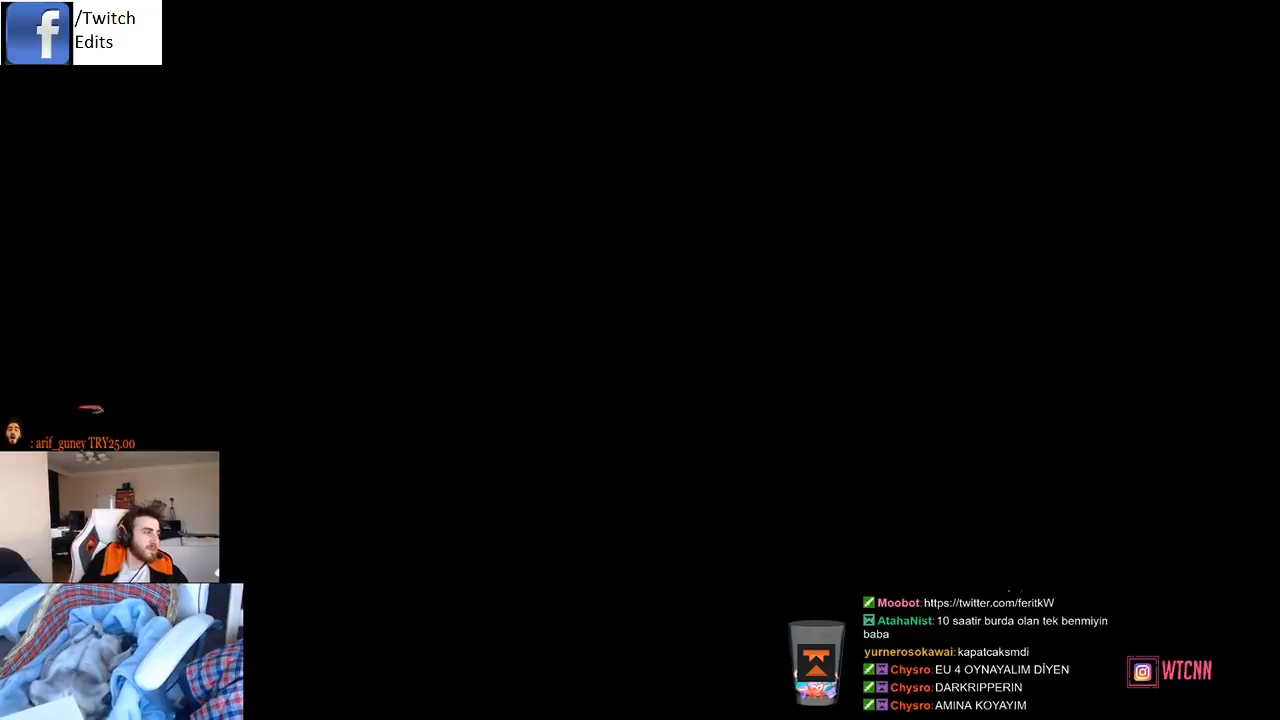 /Twitch
Edits
: arif_guney TRY25.00
Moobot: https://twitter.com/feritkW
AtahaNist: 10 saatir burda olan tek benmiyin
baba
yurnerosokawai: kapatcaksmdi
Chysro: EU 4 OYNAYALIM DİYEN
Chysro: DARKRIPPERIN
Chysro: AMINA KOYAYIM
WTCNN